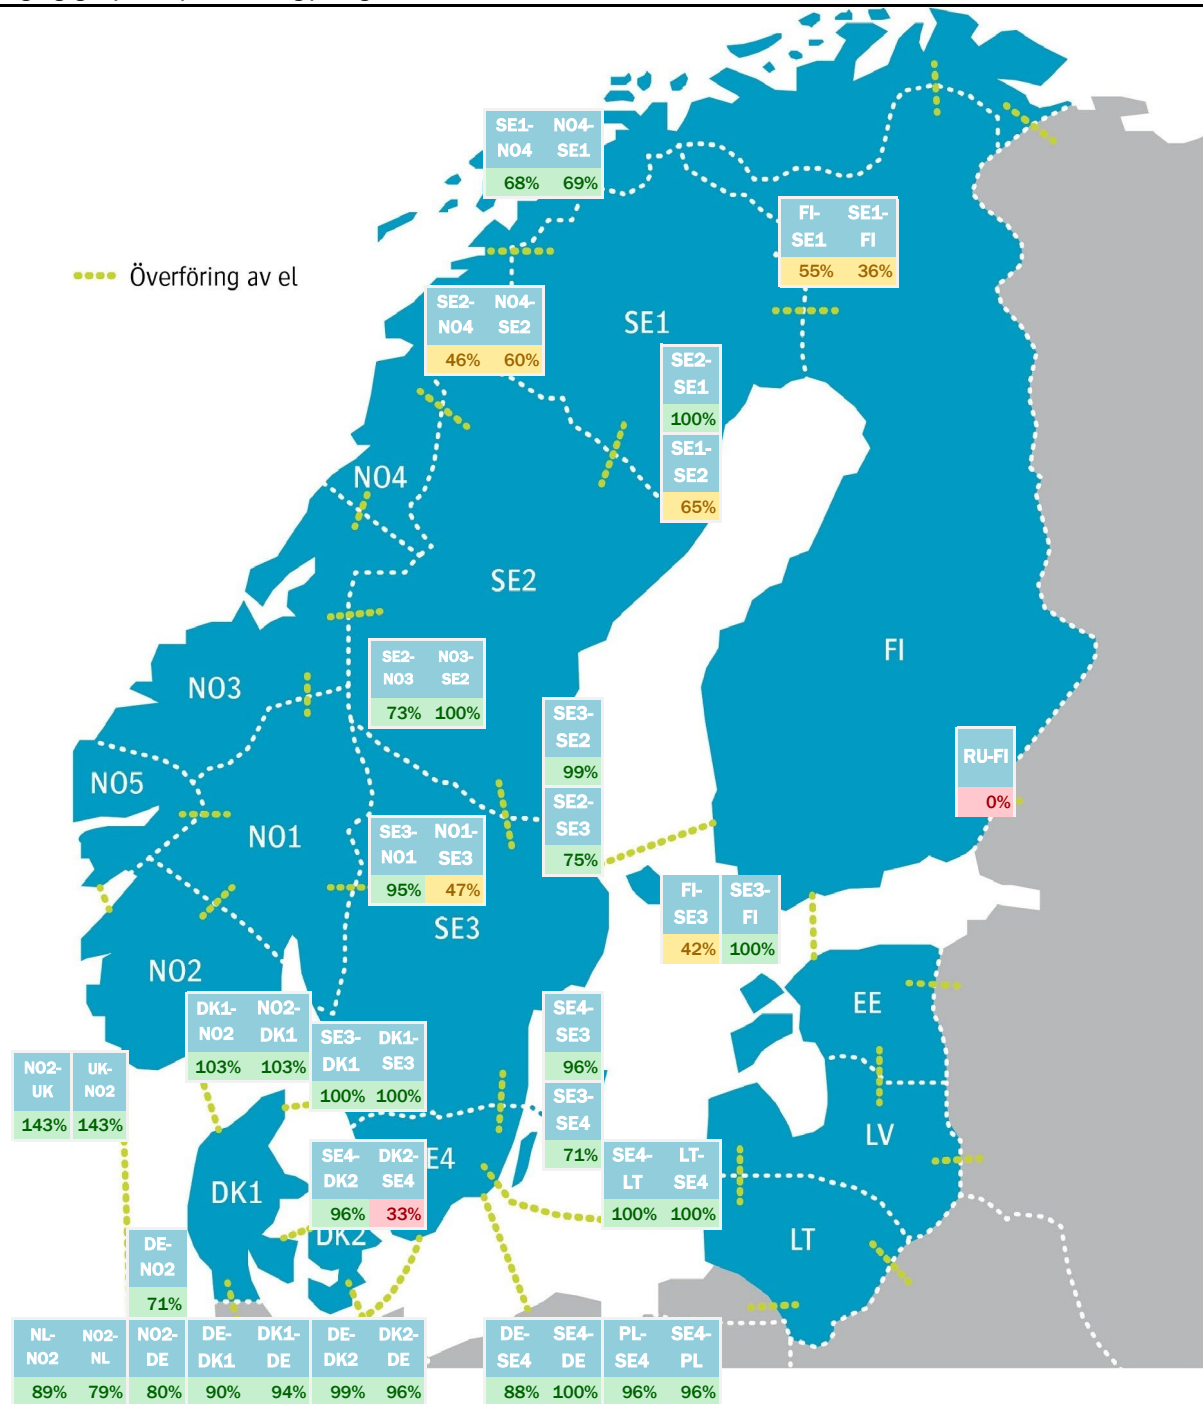 SE1- NO4-
NO4 SE1
68% 69%
FI- SE1-
SE1 FI
55% 36%
Överföring av el
SE2- NO4-
NO4 SE2
46% 60%
SE1
SE2-
SE1
100%
SE1-
SE2
65%
NO4
SE2
FI
SE2- NO3-
NO3 SE2
73% 100%
NO3
SE3-
SE2
99%
SE2-
SE3
75%
RU-FI
0%
NO5
NO1
SE3- NO1-
NO1 SE3
95% 47%
SE3
FI- SE3-
SE3 FI
42% 100%
NO2
EE
DK1- NO2-
NO2 DK1
103% 103%
SE3- DK1-
DK1 SE3
100% 100%
SE4-
SE3
96%
SE3-
SE4
71%
NO2- UK-
UK NO2
143% 143%
LV
SE4- DK2-
DK2 SE4
96% 33%
E4
SE4- LT-
LT SE4
100% 100%
DK1
DK2
LT
DE-
NO2
71%
NL- NO2- NO2- DE- DK1- DE- DK2-
NO2 NL DE DK1 DE DK2 DE
89% 79% 80% 90% 94% 99% 96%
DE- SE4- PL- SE4-
SE4 DE SE4 PL
88% 100% 96% 96%